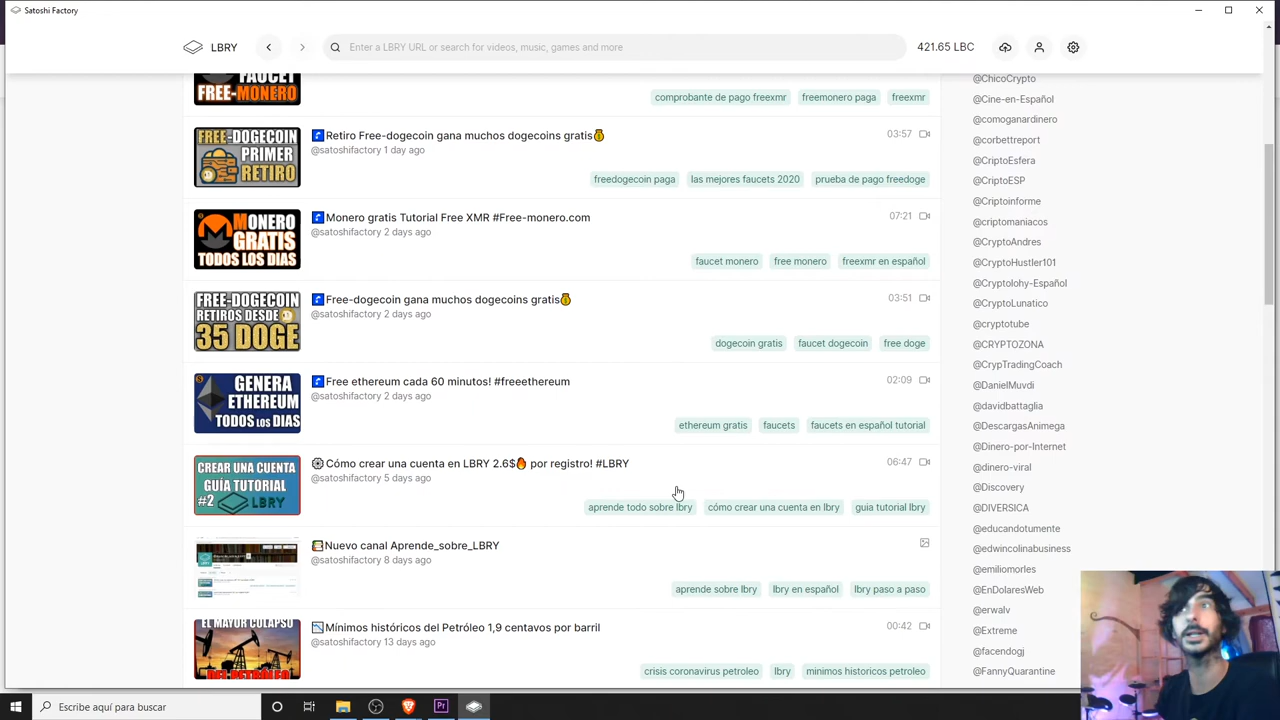 Satoshi Factory
LBRY
Enter a LBRY URL or search for videos, music, games and more
421.65 LBC
FAUCET
FREE-MONERO
comprobante de pago freexmr
freemonero paga
freexmr
FREE-DOGECOIN
PRIMER
RETIRO
Retiro Free-dogecoin gana muchos dogecoins gratis
@satoshifactory 1 day ago
03:57
freedogecoin paga
las mejores faucets 2020
prueba de pago freedoge
MONERO
GRATIS
TODOS LOS DIAS
Monero gratis Tutorial Free XMR #Free-monero.com
@satoshifactory 2 days ago
07:21
faucet monero
free monero
freexmr en español
FREE-DOGECOIN
RETIROS DESDE
35 DOGE
Free-dogecoin gana muchos dogecoins gratis
@satoshifactory 2 days ago
03:51
dogecoin gratis
faucet dogecoin
free doge
GENERA
ETHEREUM
TODOS LOS DIAS
Free ethereum cada 60 minutos! #freeethereum
@satoshifactory 2 days ago
02:09
ethereum gratis
faucets
faucets en español tutorial
CREAR UNA CUENTA
GUÍA TUTORIAL
#2 LBRY
Cómo crear una cuenta en LBRY 2.6$🔥 por registro! #LBRY
@satoshifactory 5 days ago
06:47
aprende todo sobre lbry
cómo crear una cuenta en lbry
guia tutorial lbry
Nuevo canal Aprende_sobre_LBRY
@satoshifactory 8 days ago
aprende sobre lbry
lbry en español
lbry paso a paso
EL MAYOR COLAPSO
DEL PETRÓLEO
Mínimos históricos del Petróleo 1,9 centavos por barril
@satoshifactory 13 days ago
00:42
crisis coronavirus petroleo
lbry
minimos historicos petroleo
@ChicoCrypto
@Cine-en-Español
@comoganardinero
@corbettreport
@CriptoEsfera
@CriptoESP
@Criptoinforme
@criptomaniacos
@CryptoAndres
@CryptoHustler101
@Cryptolohy-Español
@CryptoLunatico
@cryptotube
@CRYPTOZONA
@CrypTradingCoach
@DanielMuvdi
@davidbattaglia
@DescargasAnimega
@Dinero-por-Internet
@dinero-viral
@Discovery
@DIVERSICA
@educandotumente
@edwincolinabusiness
@emiliomorles
@EnDolaresWeb
@erwalv
@Extreme
@facendogj
@FannyQuarantine
Escribe aquí para buscar
Pr